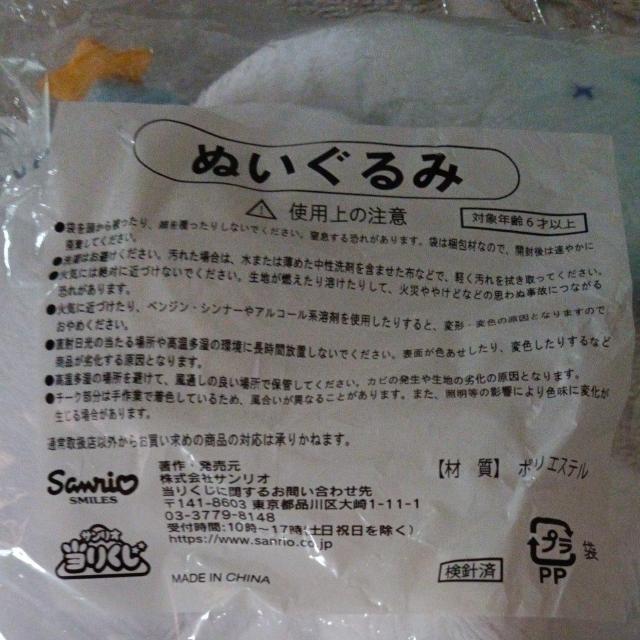 ぬいぐるみ
使用上の注意
対象年齢6才以上
●袋を頭から被ったり、顔を覆ったりしないでください。窒息する恐れがあります。袋は梱包材なので、開封後は速やかに
廃棄してください。
●洗濯はお避けください。汚れた場合は、水または薄めた中性洗剤を含ませた布などで、軽く汚れを拭き取ってください。
●火気には絶対に近づけないでください。生地が燃えたり溶けたりして、火災ややけどなどの思わぬ事故につながる
恐れがあります。
●火気に近づけたり、ベンジン・シンナーやアルコール系溶剤を使用したりすると、変形・変色の原因となりますので
おやめください。
●直射日光の当たる場所や高温多湿の環境に長時間放置しないでください。表面が色あせしたり、変色したりするなど
商品が劣化する原因となります。
●高温多湿の場所を避けて、風通しの良い場所で保管してください。カビの発生や生地の劣化の原因となります。
●チーク部分は手作業で着色しているため、風合いが異なることがあります。また、照明等の影響により色味に変化が
生じる場合があります。
通常取扱店以外からお買い求めの商品の対応は承りかねます。
Sanrio
SMILES
著作・発売元
株式会社サンリオ
当りくじに関するお問い合わせ先
〒141-8603 東京都品川区大崎1-11-1
03-3779-8148
受付時間:10時~17時(土日祝日を除く)
https://www.sanrio.co.jp
【材 質】 ポリエステル
サンリオ
当りくじ
MADE IN CHINA
検針済
プラ
袋
PP